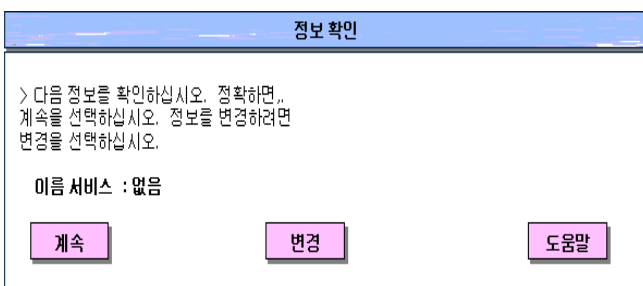 정보 확인
> 다음 정보를 확인하십시오. 정확하면,,
계속을 선택하십시오. 정보를 변경하려면
변경을 선택하십시오.
이름 서비스 : 없음
계속 변경 도움말